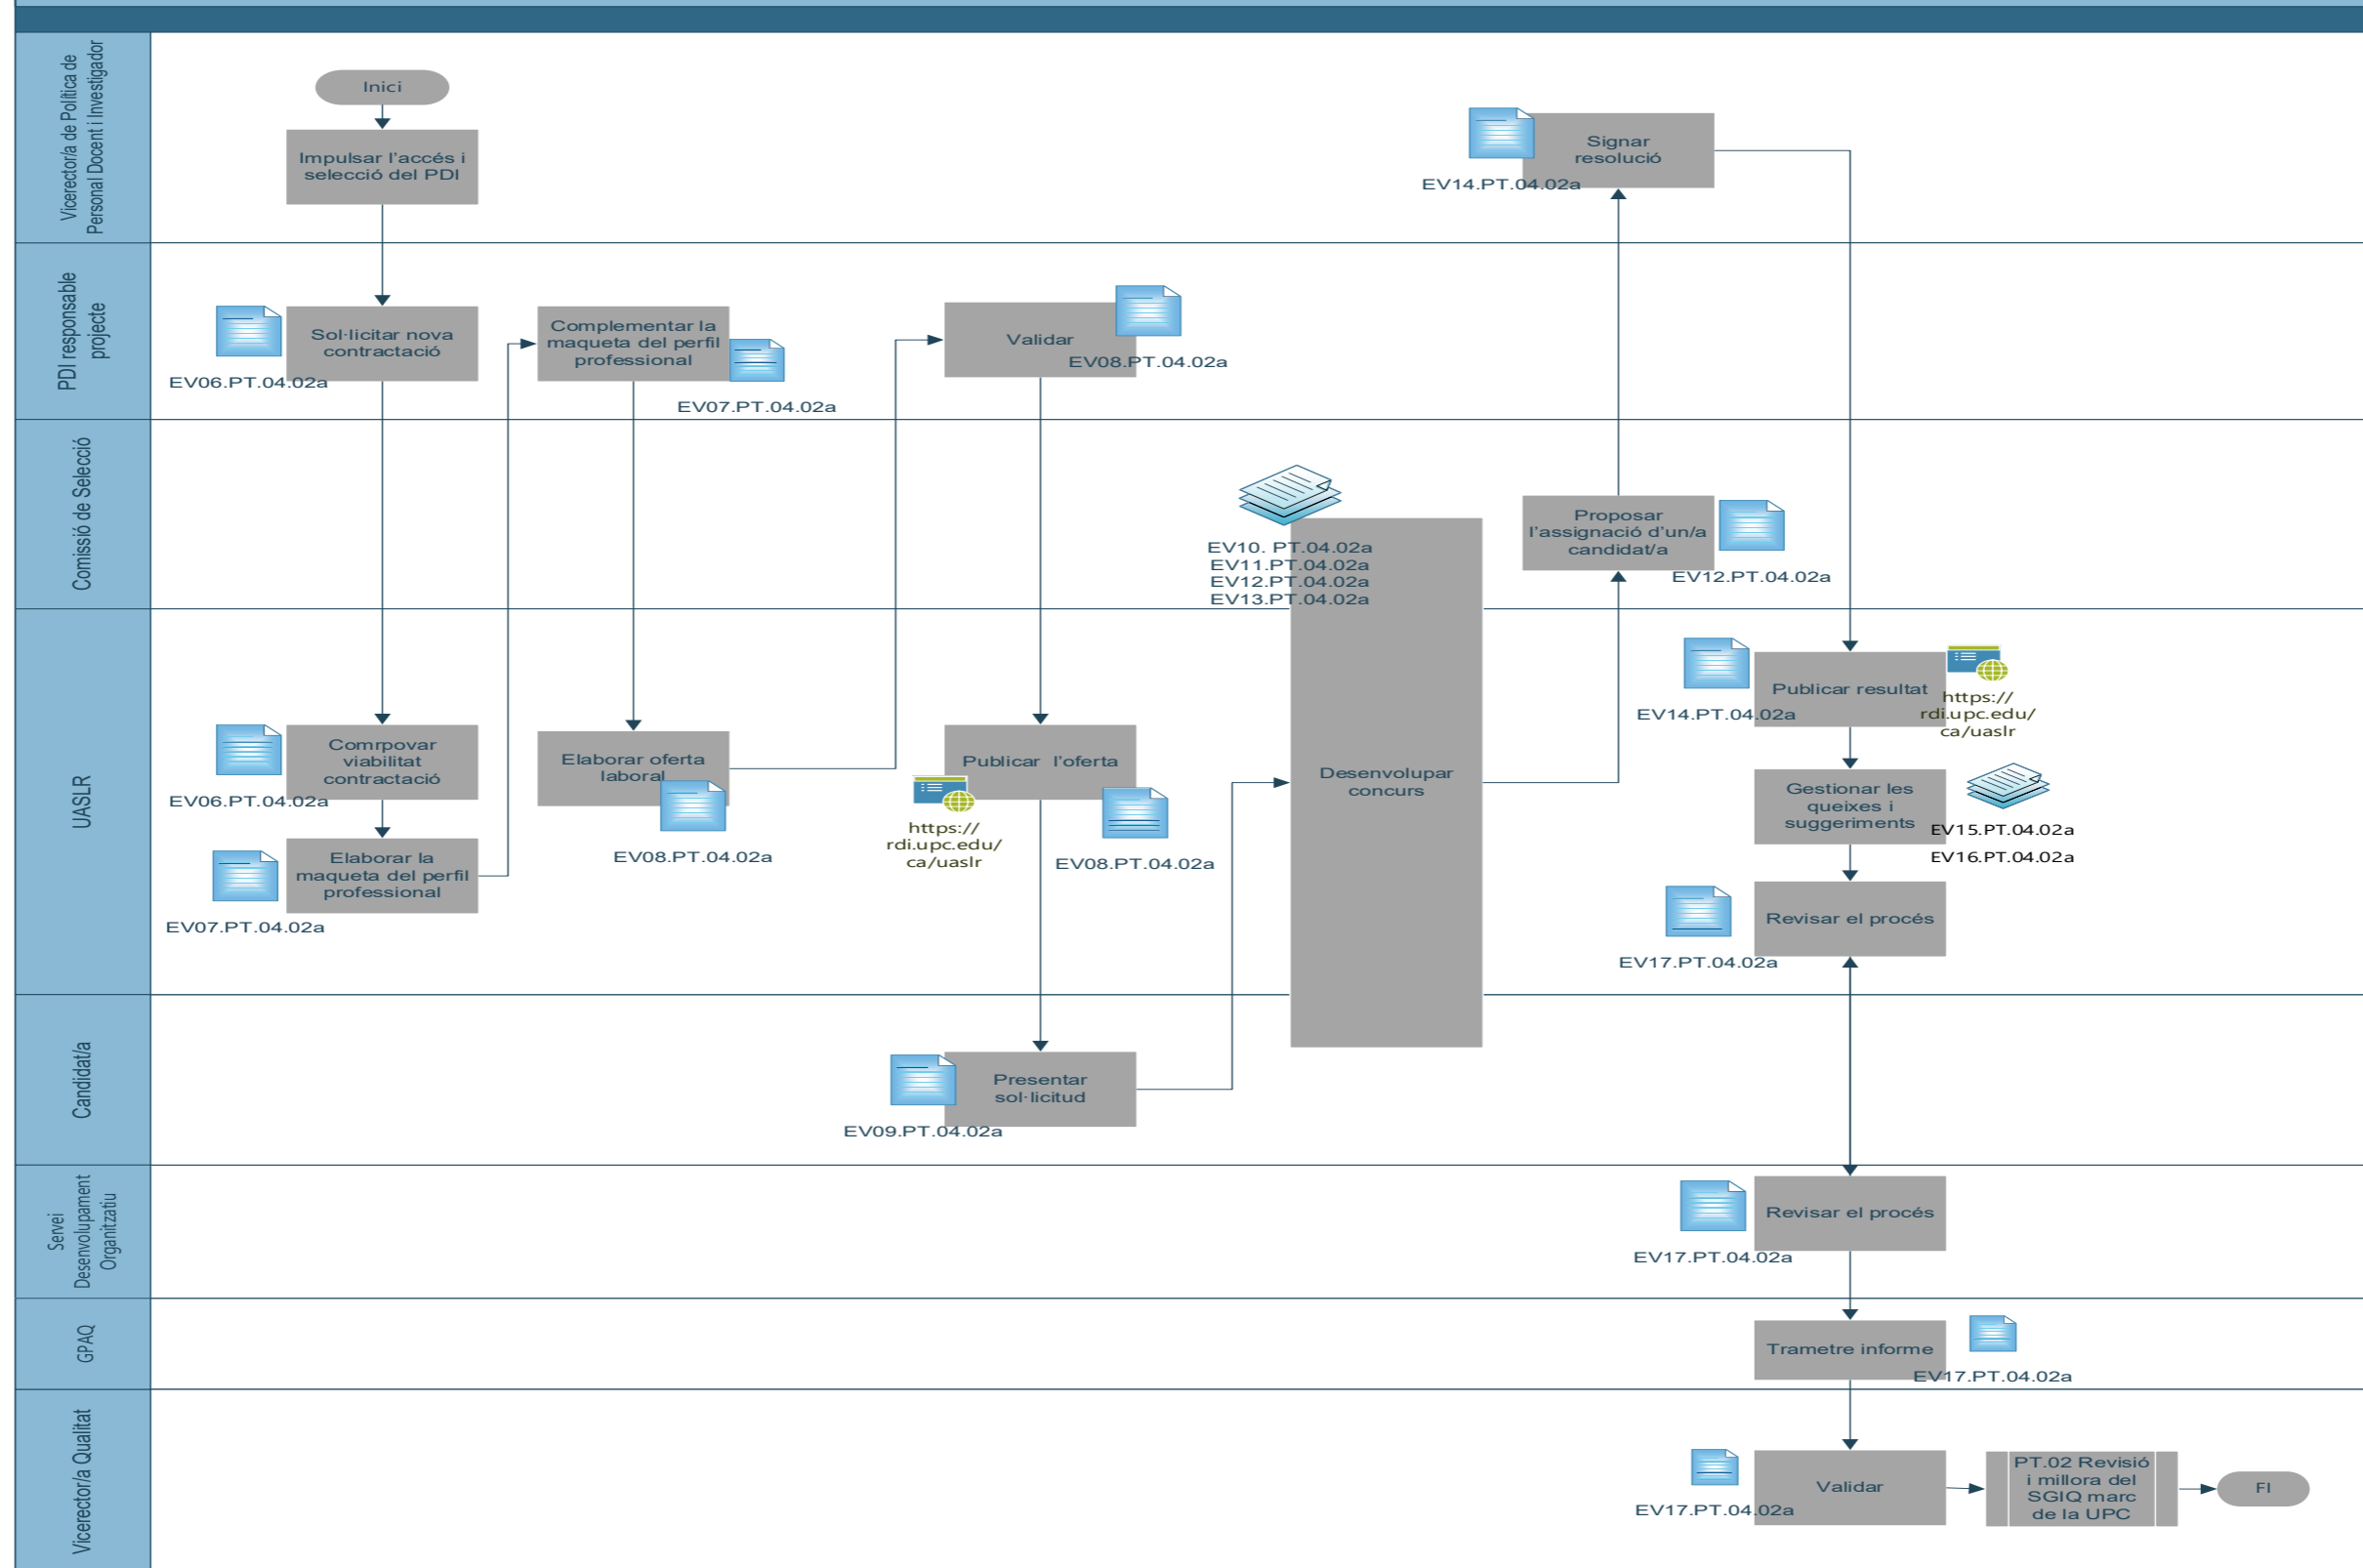 Vicerector/a de Política de
Personal Docent i Investigador
Inici
Impulsar l'accés i
selecció del PDI
Signar
resolució
EV14.PT.04.02a
PDI responsable
projecte
Sol·licitar nova
contractació
EV06.PT.04.02a
Complementar la
maqueta del perfil
professional
EV07.PT.04.02a
Validar
EV08.PT.04.02a
Comissió de Selecció
EV10. PT.04.02a
EV11.PT.04.02a
EV12.PT.04.02a
EV13.PT.04.02a
Proposar
l'assignació d'un/a
candidat/a
EV12.PT.04.02a
UASLR
Comrpovar
viabilitat
contractació
EV06.PT.04.02a
Elaborar la
maqueta del perfil
professional
EV07.PT.04.02a
Elaborar oferta
laboral
EV08.PT.04.02a
Publicar l'oferta
https://
rdi.upc.edu/
ca/uaslr
EV08.PT.04.02a
Desenvolupar
concurs
Publicar resultat
EV14.PT.04.02a
https://
rdi.upc.edu/
ca/uaslr
Gestionar les
queixes i
suggeriments
EV15.PT.04.02a
EV16.PT.04.02a
Revisar el procés
EV17.PT.04.02a
Candidat/a
Presentar
sol·licitud
EV09.PT.04.02a
Servei
Desenvolupament
Organitzatiu
Revisar el procés
EV17.PT.04.02a
GPAQ
Trametre informe
EV17.PT.04.02a
Vicerector/a Qualitat
Validar
EV17.PT.04.02a
PT.02 Revisió
i millora del
SGIQ marc
de la UPC
FI